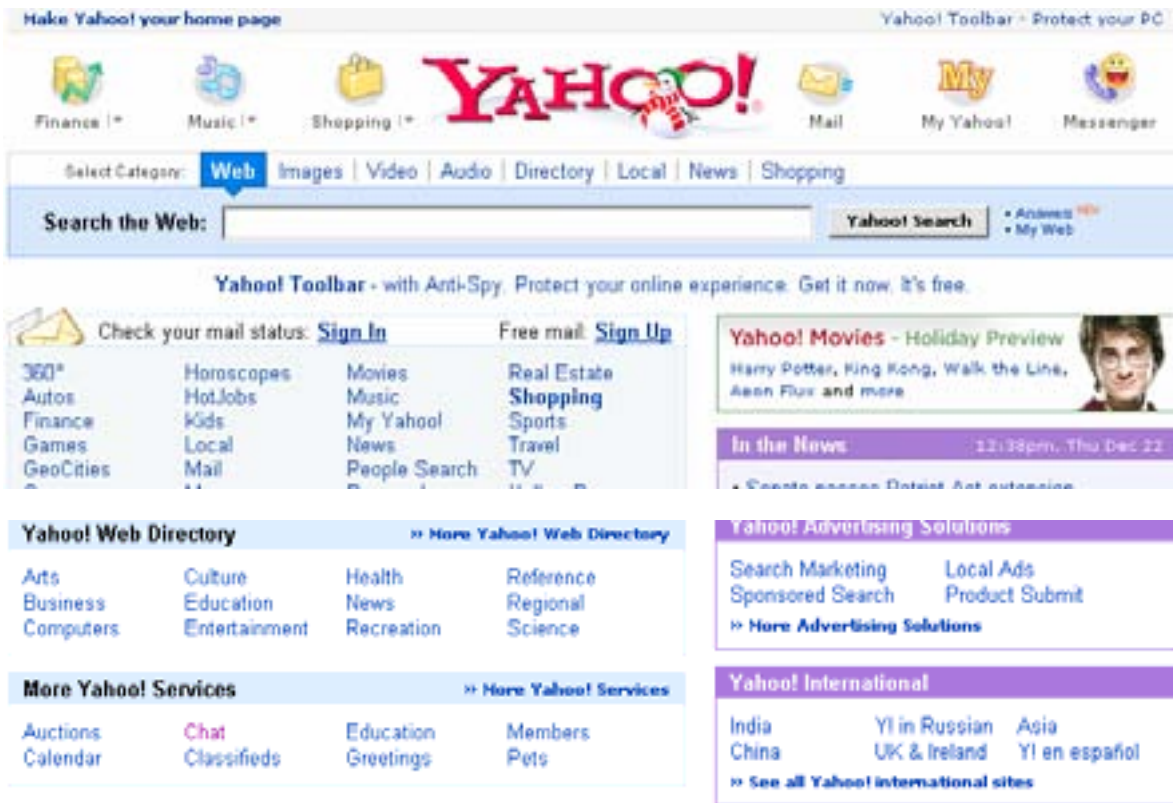 Make Yahoo! your home page
Yahoo! Toolbar - Protect your PC
Finance
Music
Shopping
YAHOO!
Mail
My
My Yahoo!
Messenger
Select Category: Web Images | Video | Audio | Directory | Local | News | Shopping
Search the Web: Yahoo! Search
• Answers NEW
• My Web
Yahoo! Toolbar - with Anti-Spy. Protect your online experience. Get it now. It's free.
Check your mail status: Sign In Free mail: Sign Up
360° Horoscopes Movies Real Estate
Autos HotJobs Music Shopping
Finance Kids My Yahoo! Sports
Games Local News Travel
GeoCities Mail People Search TV
Yahoo! Movies - Holiday Preview
Harry Potter, King Kong, Walk the Line,
Aeon Flux and more
In the News 12:38pm, Thu Dec 22
• Senate passes Patriot Act extension
Yahoo! Web Directory » More Yahoo! Web Directory
Arts Culture Health Reference
Business Education News Regional
Computers Entertainment Recreation Science
Yahoo! Advertising Solutions
Search Marketing Local Ads
Sponsored Search Product Submit
» More Advertising Solutions
More Yahoo! Services » More Yahoo! Services
Auctions Chat Education Members
Calendar Classifieds Greetings Pets
Yahoo! International
India Y! in Russian Asia
China UK & Ireland Y! en español
» See all Yahoo! international sites